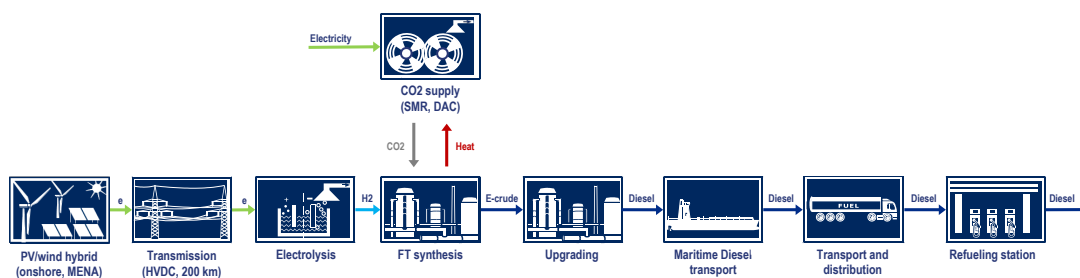 Electricity
CO2 supply
(SMR, DAC)
CO2
Heat
e
e
H2
E-crude
Diesel
Diesel
Diesel
Diesel
FUEL
PV/wind hybrid
(onshore, MENA)
Transmission
(HVDC, 200 km)
Electrolysis
FT synthesis
Upgrading
Maritime Diesel
transport
Transport and
distribution
Refueling station